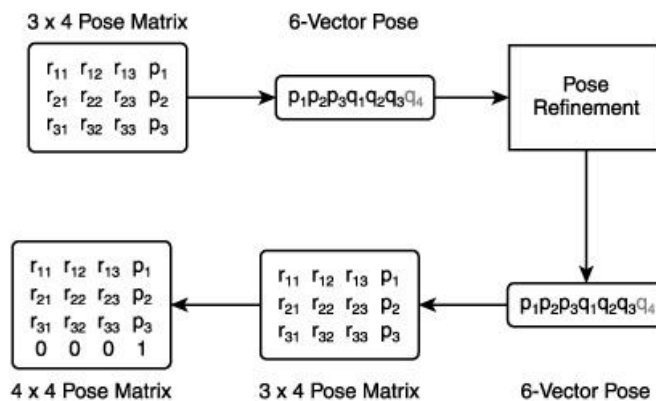 3 x 4 Pose Matrix
r₁₁ r₁₂ r₁₃ p₁
r₂₁ r₂₂ r₂₃ p₂
r₃₁ r₃₂ r₃₃ p₃
6-Vector Pose
p₁p₂p₃q₁q₂q₃q₄
Pose
Refinement
p₁p₂p₃q₁q₂q₃q₄
6-Vector Pose
r₁₁ r₁₂ r₁₃ p₁
r₂₁ r₂₂ r₂₃ p₂
r₃₁ r₃₂ r₃₃ p₃
3 x 4 Pose Matrix
r₁₁ r₁₂ r₁₃ p₁
r₂₁ r₂₂ r₂₃ p₂
r₃₁ r₃₂ r₃₃ p₃
0 0 0 1
4 x 4 Pose Matrix